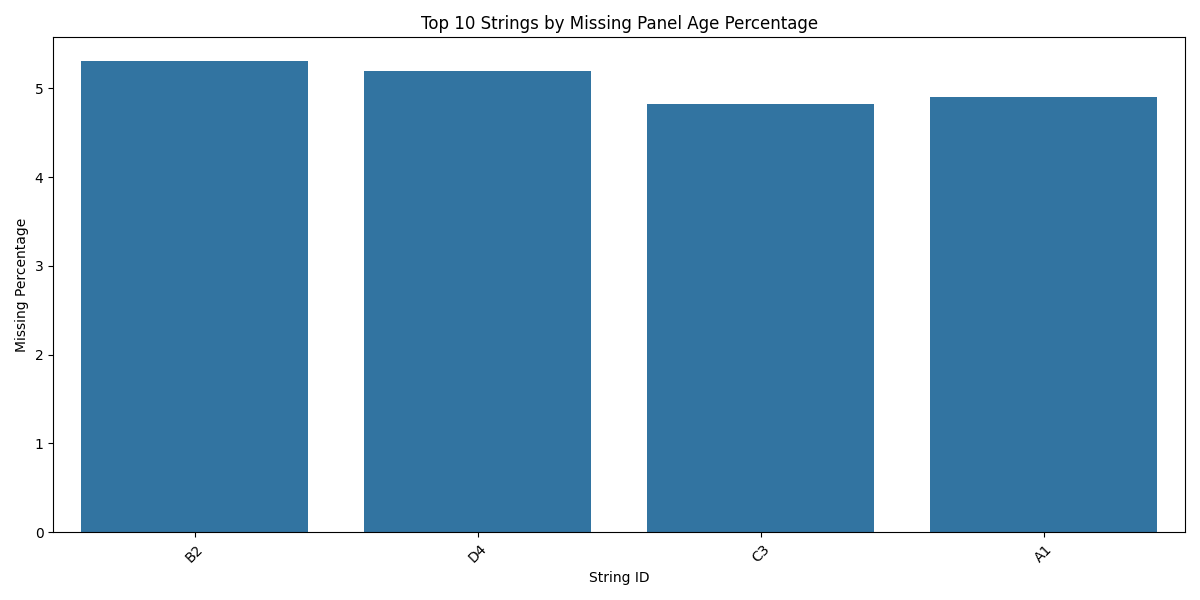 Top 10 Strings by Missing Panel Age Percentage
Missing Percentage
5
4
3
2
1
0
B2
D4
C3
A1
String ID